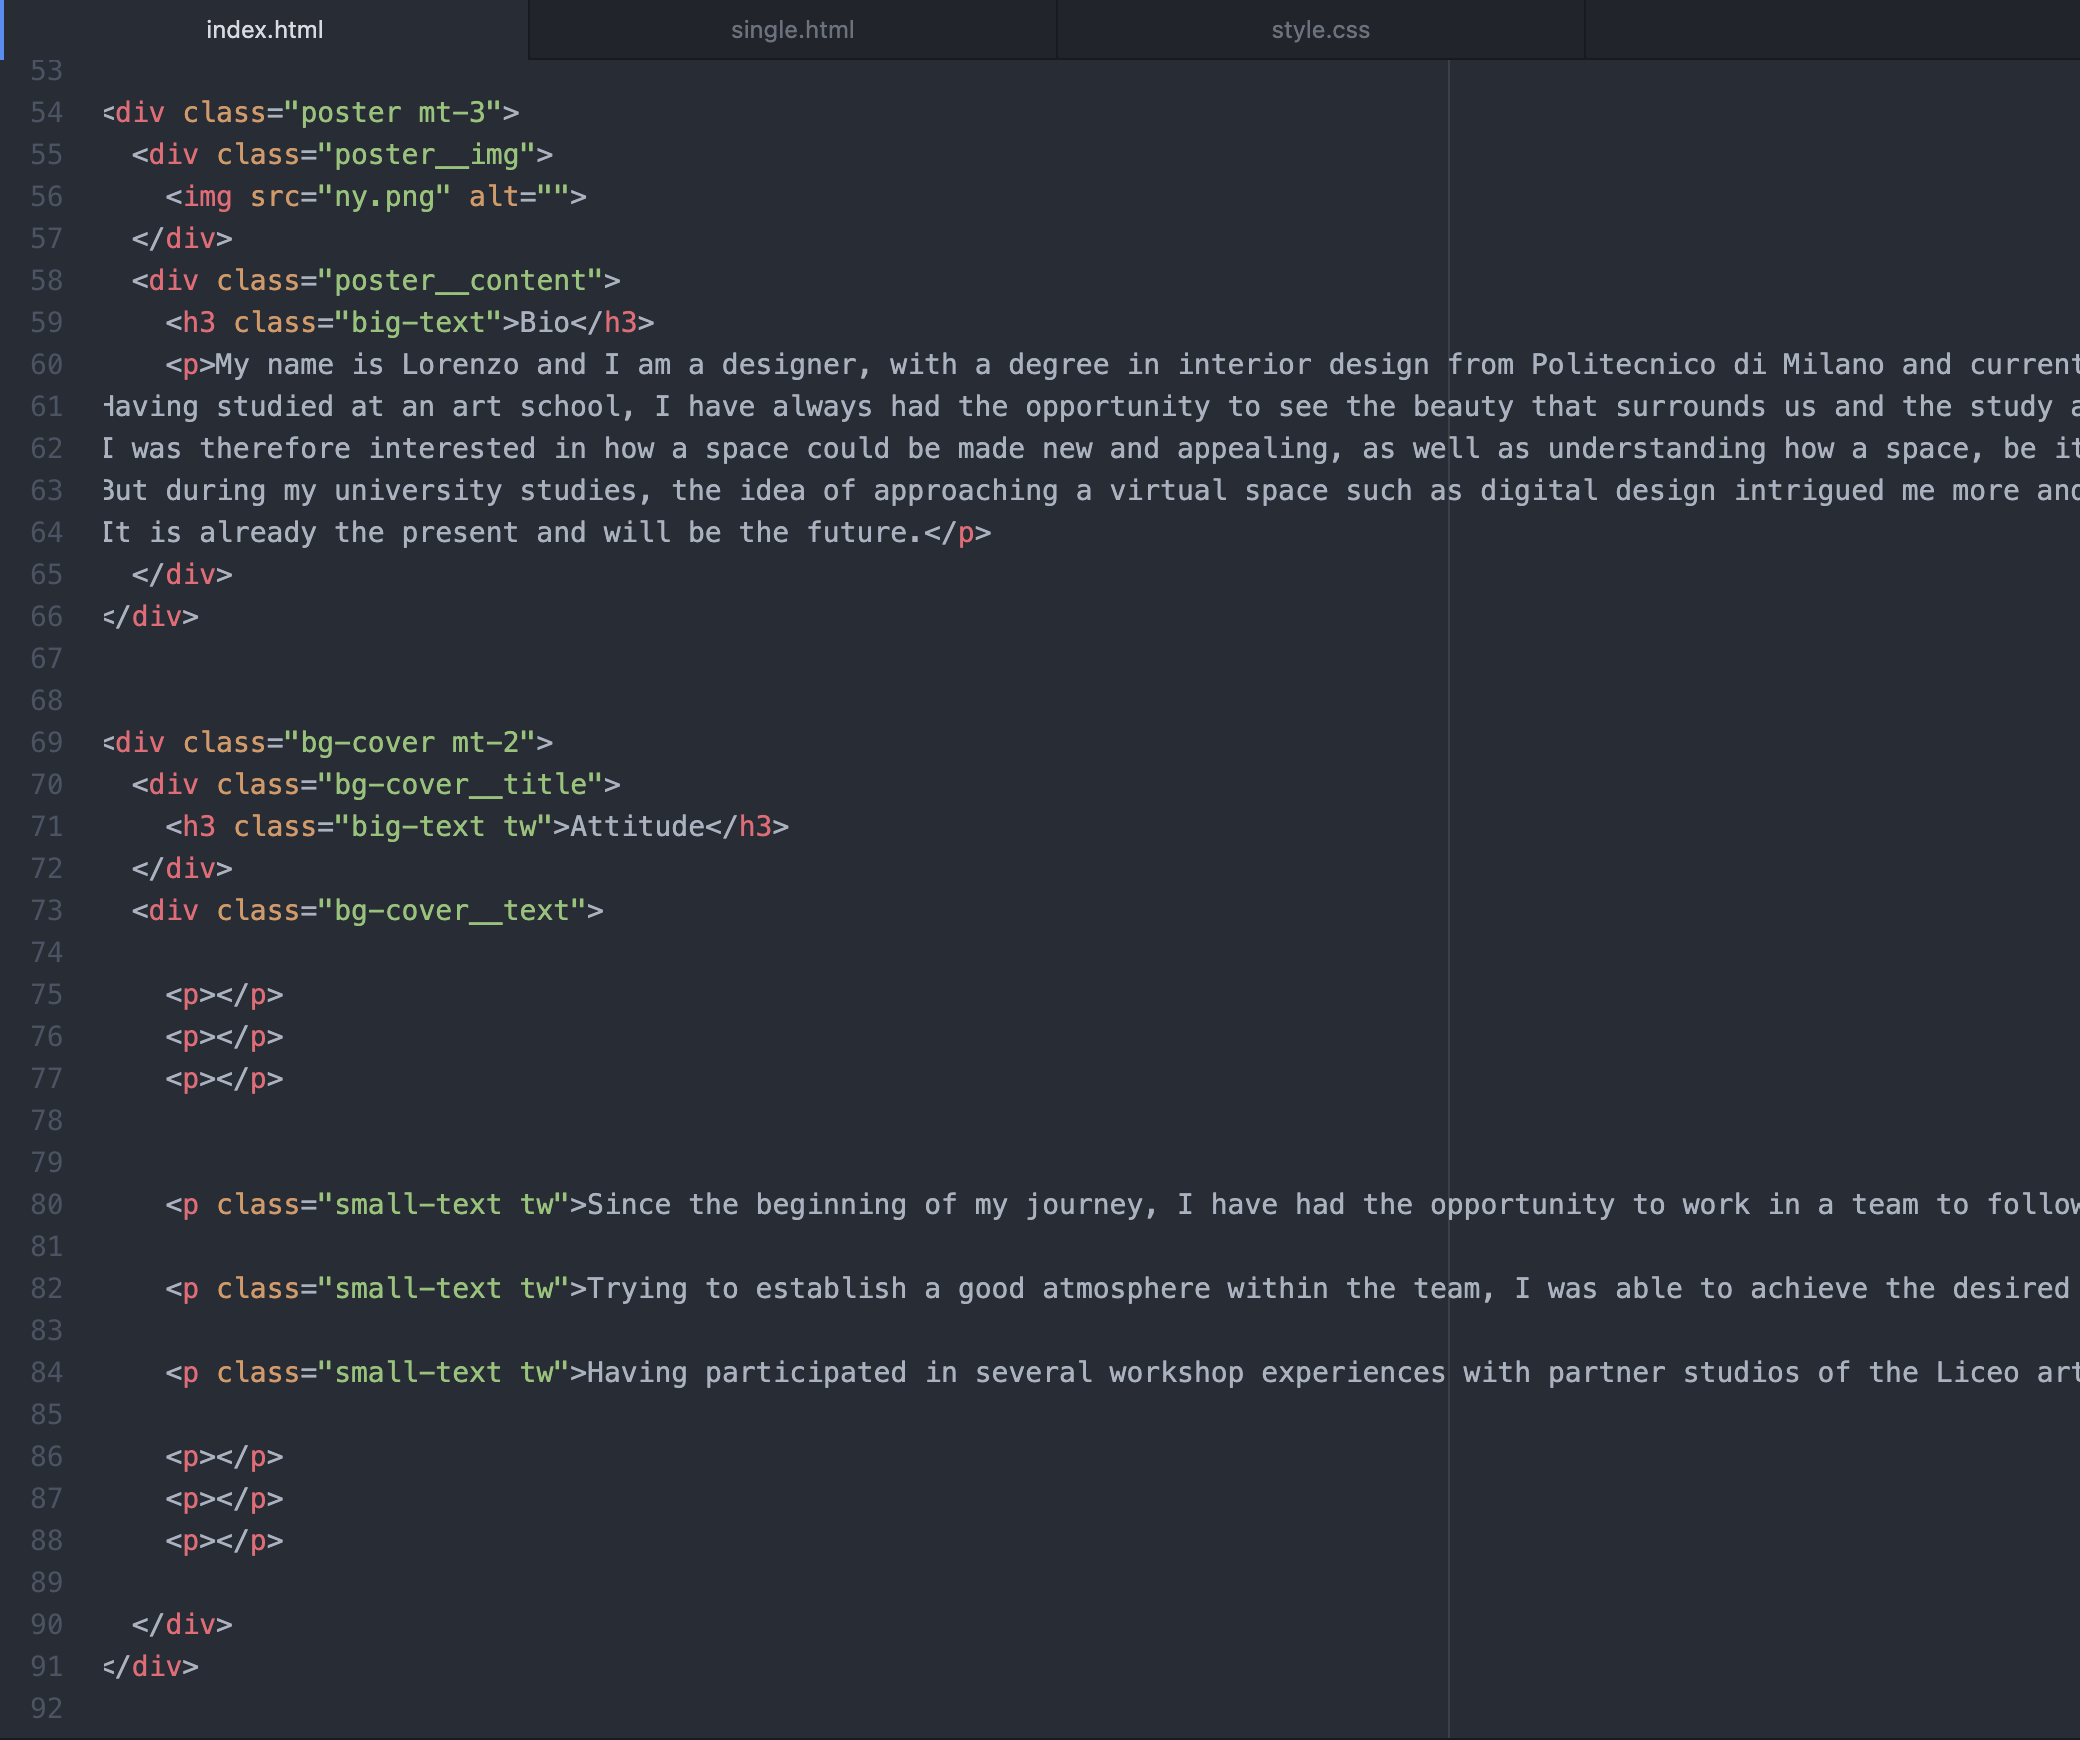 index.html single.html style.css
53
54 <div class="poster mt-3">
55 <div class="poster__img">
56 <img src="ny.png" alt="">
57 </div>
58 <div class="poster__content">
59 <h3 class="big-text">Bio</h3>
60 <p>My name is Lorenzo and I am a designer, with a degree in interior design from Politecnico di Milano and current
61 Having studied at an art school, I have always had the opportunity to see the beauty that surrounds us and the study a
62 I was therefore interested in how a space could be made new and appealing, as well as understanding how a space, be it
63 But during my university studies, the idea of approaching a virtual space such as digital design intrigued me more and
64 It is already the present and will be the future.</p>
65 </div>
66 </div>
67
68
69 <div class="bg-cover mt-2">
70 <div class="bg-cover__title">
71 <h3 class="big-text tw">Attitude</h3>
72 </div>
73 <div class="bg-cover__text">
74
75 <p></p>
76 <p></p>
77 <p></p>
78
79
80 <p class="small-text tw">Since the beginning of my journey, I have had the opportunity to work in a team to follow
81
82 <p class="small-text tw">Trying to establish a good atmosphere within the team, I was able to achieve the desired
83
84 <p class="small-text tw">Having participated in several workshop experiences with partner studios of the Liceo art
85
86 <p></p>
87 <p></p>
88 <p></p>
89
90 </div>
91 </div>
92